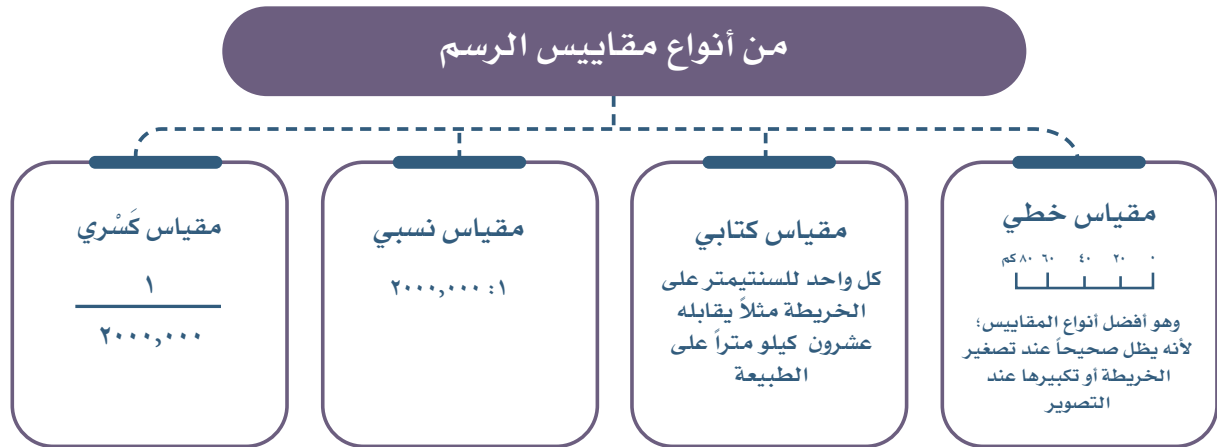 من أنواع مقاييس الرسم
مقياس خطي
٠ ٢٠ ٤٠ ٦٠ ٨٠ كم
وهو أفضل أنواع المقاييس؛
لأنه يظل صحيحاً عند تصغير
الخريطة أو تكبيرها عند
التصوير
مقياس كتابي
كل واحد للسنتيمتر على
الخريطة مثلاً يقابله
عشرون كيلو متراً على
الطبيعة
مقياس نسبي
١: ٢٠٠٠,٠٠٠
مقياس كَسْري
١
٢٠٠٠,٠٠٠